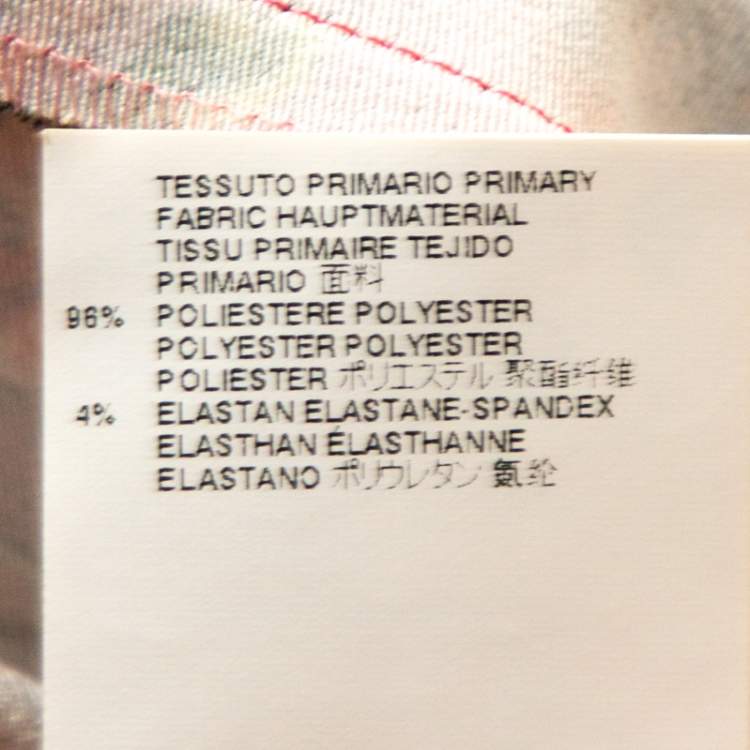 TESSUTO PRIMARIO PRIMARY
FABRIC HAUPTMATERIAL
TISSU PRIMAIRE TEJIDO
PRIMARIO 面料
96% POLIESTERE POLYESTER
POLYESTER POLYESTER
POLIESTER ポリエステル 聚酯纤维
4% ELASTAN ELASTANE-SPANDEX
ELASTHAN ÉLASTHANNE
ELASTANO ポリウレタン 氨纶